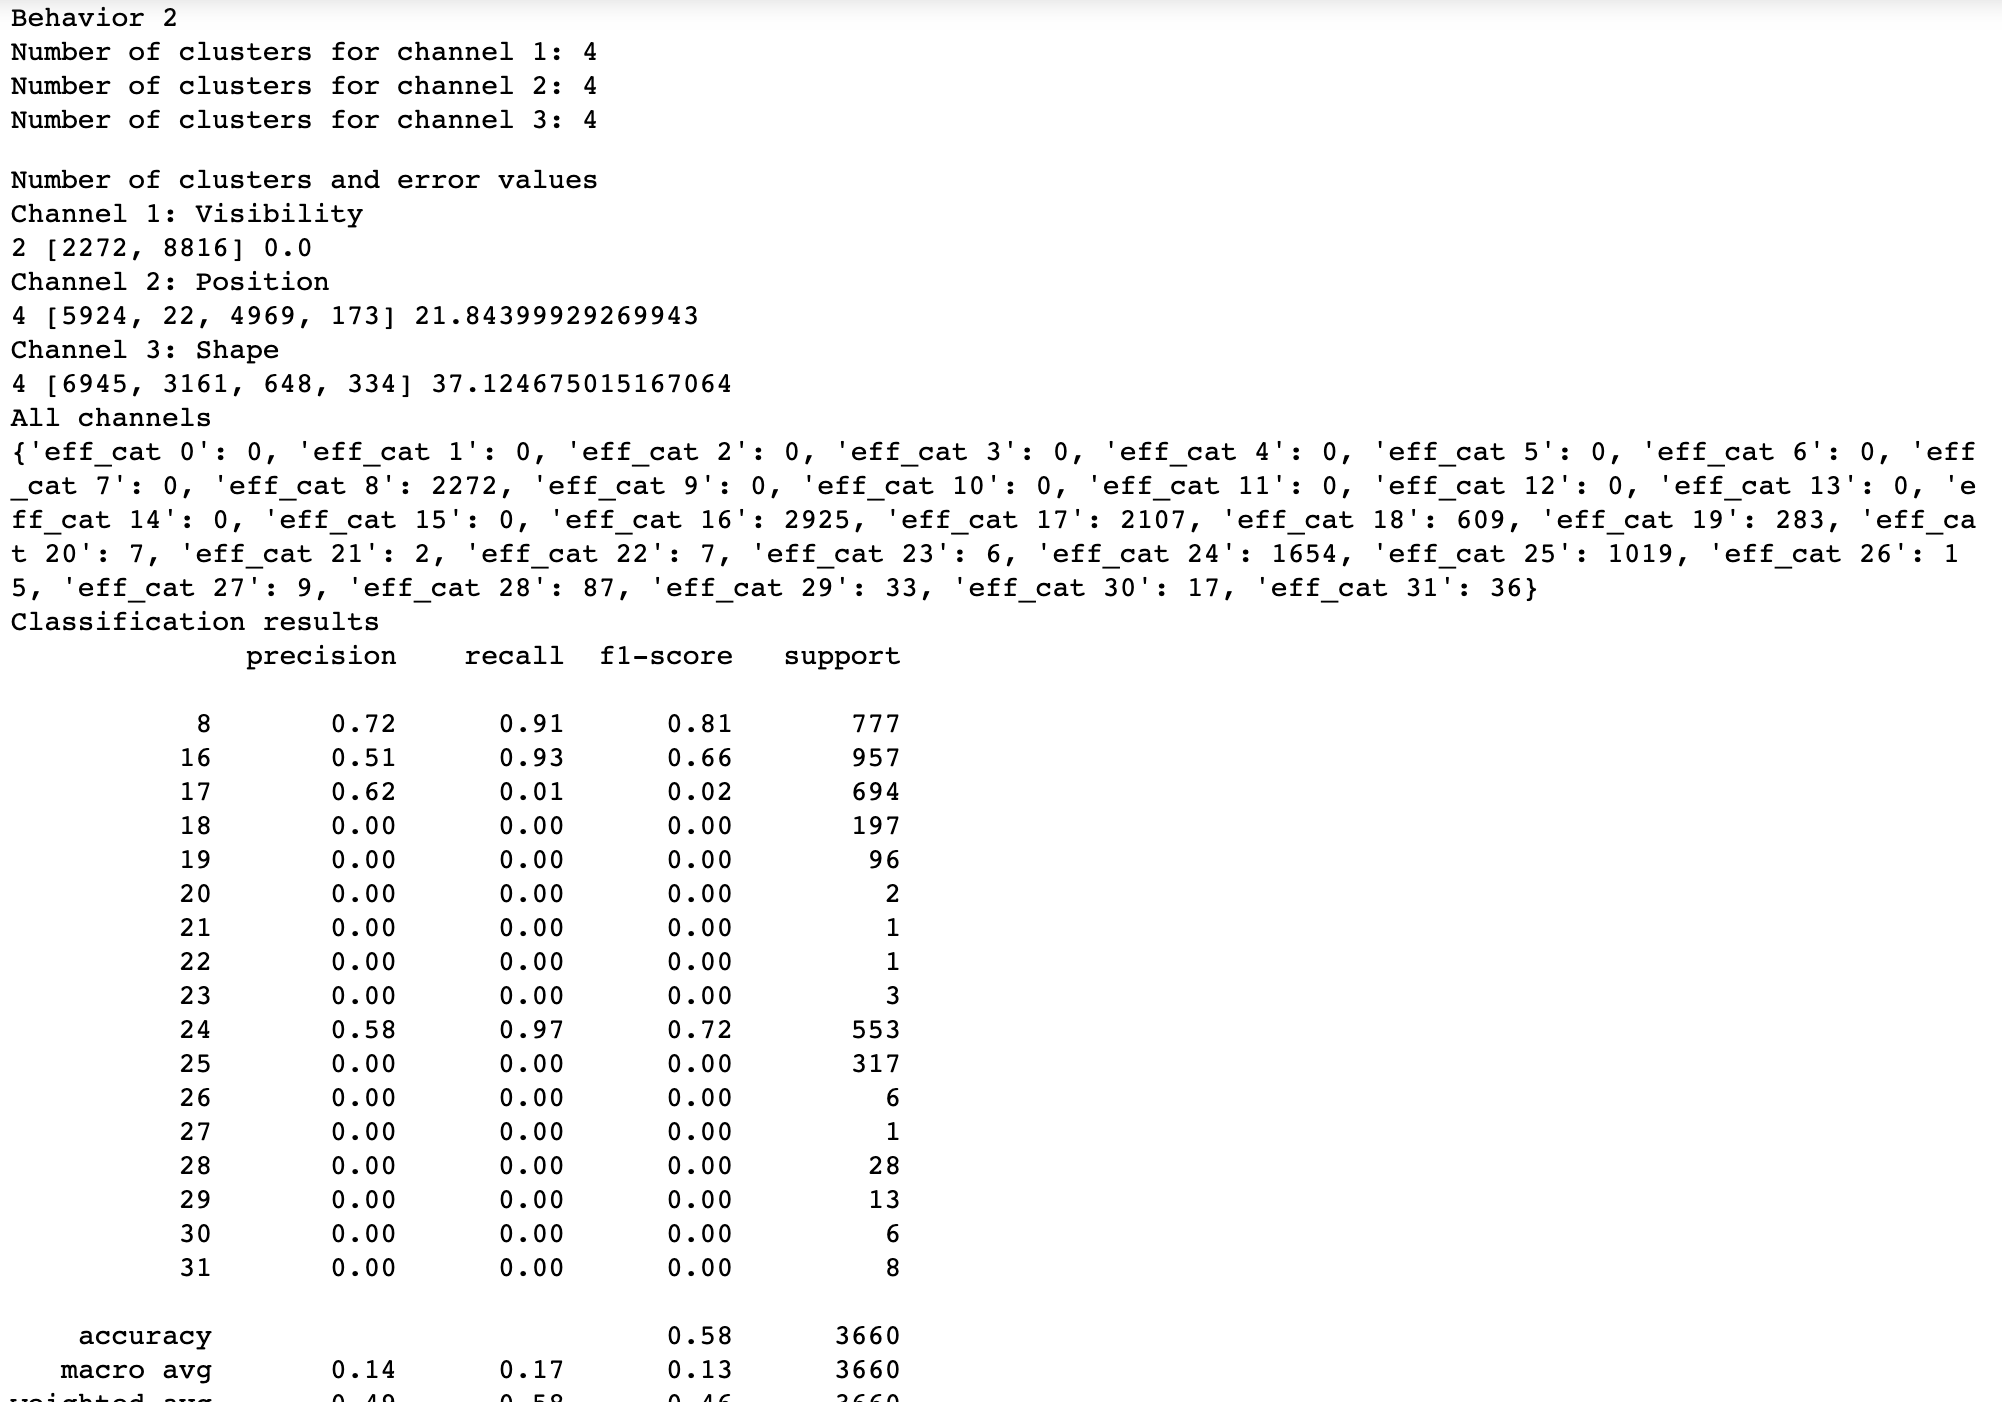 Behavior 2
Number of clusters for channel 1: 4
Number of clusters for channel 2: 4
Number of clusters for channel 3: 4
Number of clusters and error values
Channel 1: Visibility
2 [2272, 8816] 0.0
Channel 2: Position
4 [5924, 22, 4969, 173] 21.84399929269943
Channel 3: Shape
4 [6945, 3161, 648, 334] 37.124675015167064
All channels
{'eff_cat 0': 0, 'eff_cat 1': 0, 'eff_cat 2': 0, 'eff_cat 3': 0, 'eff_cat 4': 0, 'eff_cat 5': 0, 'eff_cat 6': 0, 'eff
_cat 7': 0, 'eff_cat 8': 2272, 'eff_cat 9': 0, 'eff_cat 10': 0, 'eff_cat 11': 0, 'eff_cat 12': 0, 'eff_cat 13': 0, 'e
ff_cat 14': 0, 'eff_cat 15': 0, 'eff_cat 16': 2925, 'eff_cat 17': 2107, 'eff_cat 18': 609, 'eff_cat 19': 283, 'eff_ca
t 20': 7, 'eff_cat 21': 2, 'eff_cat 22': 7, 'eff_cat 23': 6, 'eff_cat 24': 1654, 'eff_cat 25': 1019, 'eff_cat 26': 1
5, 'eff_cat 27': 9, 'eff_cat 28': 87, 'eff_cat 29': 33, 'eff_cat 30': 17, 'eff_cat 31': 36}
Classification results
precision recall f1-score support
8 0.72 0.91 0.81 777
16 0.51 0.93 0.66 957
17 0.62 0.01 0.02 694
18 0.00 0.00 0.00 197
19 0.00 0.00 0.00 96
20 0.00 0.00 0.00 2
21 0.00 0.00 0.00 1
22 0.00 0.00 0.00 1
23 0.00 0.00 0.00 3
24 0.58 0.97 0.72 553
25 0.00 0.00 0.00 317
26 0.00 0.00 0.00 6
27 0.00 0.00 0.00 1
28 0.00 0.00 0.00 28
29 0.00 0.00 0.00 13
30 0.00 0.00 0.00 6
31 0.00 0.00 0.00 8
accuracy 0.58 3660
macro avg 0.14 0.17 0.13 3660
weighted avg 0.49 0.58 0.46 3660